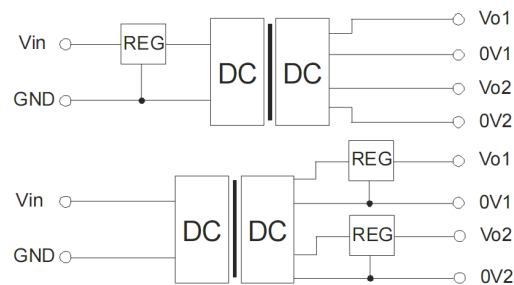 Vo1
Vin REG
0V1
DC DC
Vo2
GND
0V2
REG Vo1
Vin
0V1
DC DC
REG Vo2
GND
0V2